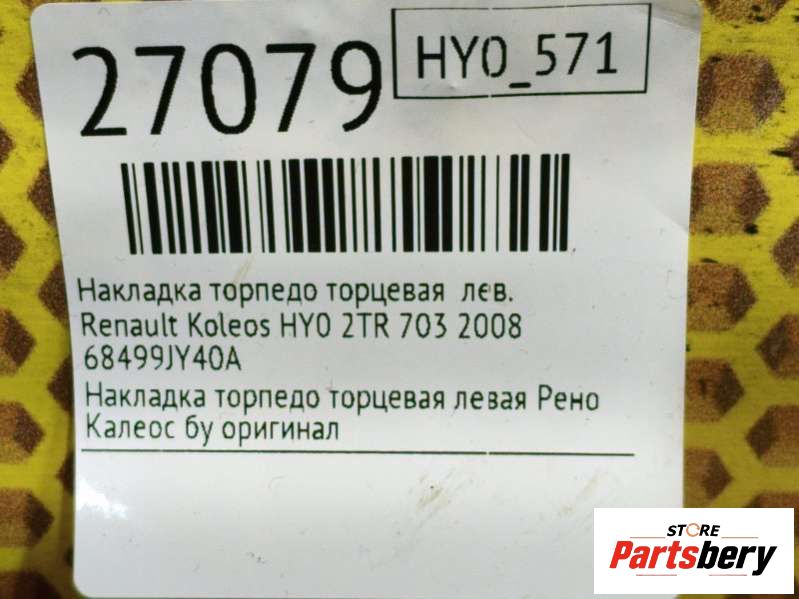 27079
HY0_571
Накладка торпедо торцевая лев.
Renault Koleos HY0 2TR 703 2008
68499JY40A
Накладка торпедо торцевая левая Рено
Калеос бу оригинал
STORE
Partsbery